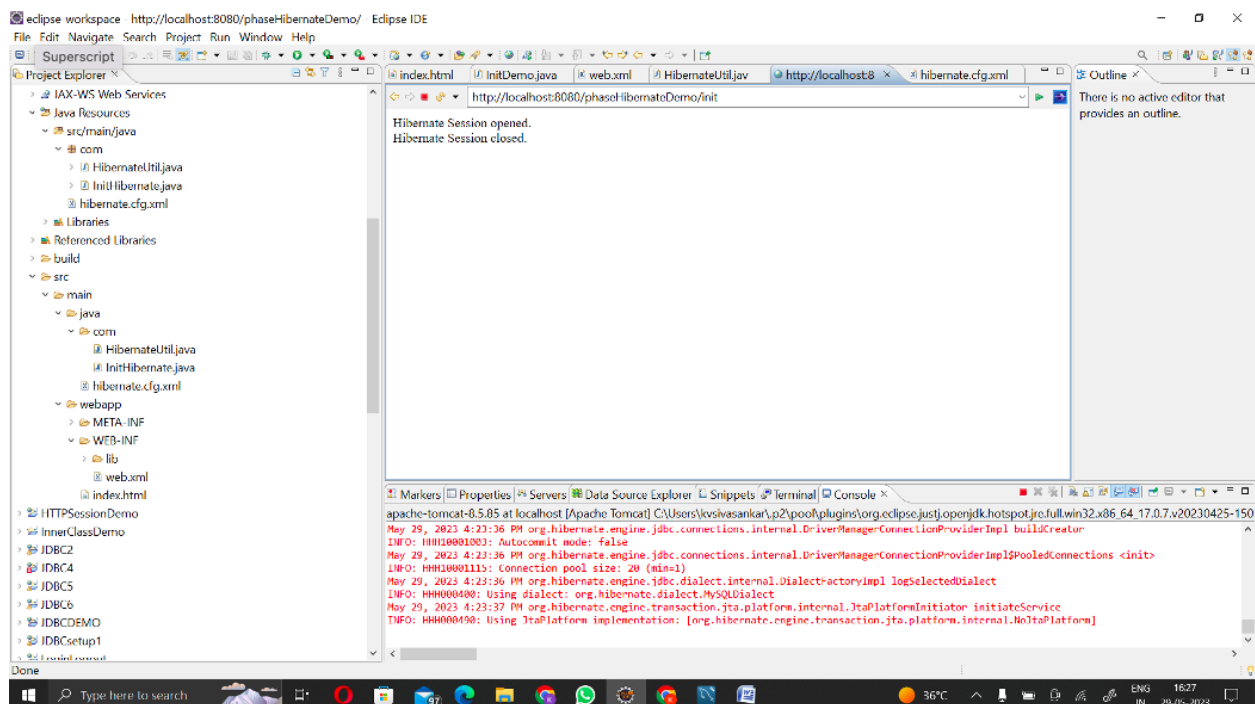 eclipse workspace - http://localhost:8080/phaseHibernateDemo/ - Eclipse IDE
File Edit Navigate Search Project Run Window Help
Superscript
Project Explorer ×
index.html
InitDemo.java
web.xml
HibernateUtil.jav
http://localhost:8 ×
hibernate.cfg.xml
Outline ×
http://localhost:8080/phaseHibernateDemo/init
There is no active editor that
provides an outline.
Hibernate Session opened.
Hibernate Session closed.
JAX-WS Web Services
Java Resources
src/main/java
com
HibernateUtil.java
InitHibernate.java
hibernate.cfg.xml
Libraries
Referenced Libraries
build
src
main
java
com
HibernateUtil.java
InitHibernate.java
hibernate.cfg.xml
webapp
META-INF
WEB-INF
lib
web.xml
index.html
HTTPSessionDemo
InnerClassDemo
JDBC2
JDBC4
JDBC5
JDBC6
JDBCDEMO
JDBCsetup1
LoginLogout
Markers Properties Servers Data Source Explorer Snippets Terminal Console ×
apache-tomcat-8.5.85 at localhost [Apache Tomcat] C:\Users\kvsivasankar\.p2\pool\plugins\org.eclipse.justj.openjdk.hotspot.jre.full.win32.x86_64_17.0.7.v20230425-150
May 29, 2023 4:23:36 PM org.hibernate.engine.jdbc.connections.internal.DriverManagerConnectionProviderImpl buildCreator
INFO: HHH10001003: Autocommit mode: false
May 29, 2023 4:23:36 PM org.hibernate.engine.jdbc.connections.internal.DriverManagerConnectionProviderImpl$PooledConnections <init>
INFO: HHH10001115: Connection pool size: 20 (min=1)
May 29, 2023 4:23:36 PM org.hibernate.engine.jdbc.dialect.internal.DialectFactoryImpl logSelectedDialect
INFO: HHH000400: Using dialect: org.hibernate.dialect.MySQLDialect
May 29, 2023 4:23:37 PM org.hibernate.engine.transaction.jta.platform.internal.JtaPlatformInitiator initiateService
INFO: HHH000490: Using JtaPlatform implementation: [org.hibernate.engine.transaction.jta.platform.internal.NoJtaPlatform]
Done
Type here to search
97
36°C
ENG
IN
16:27
29-05-2023